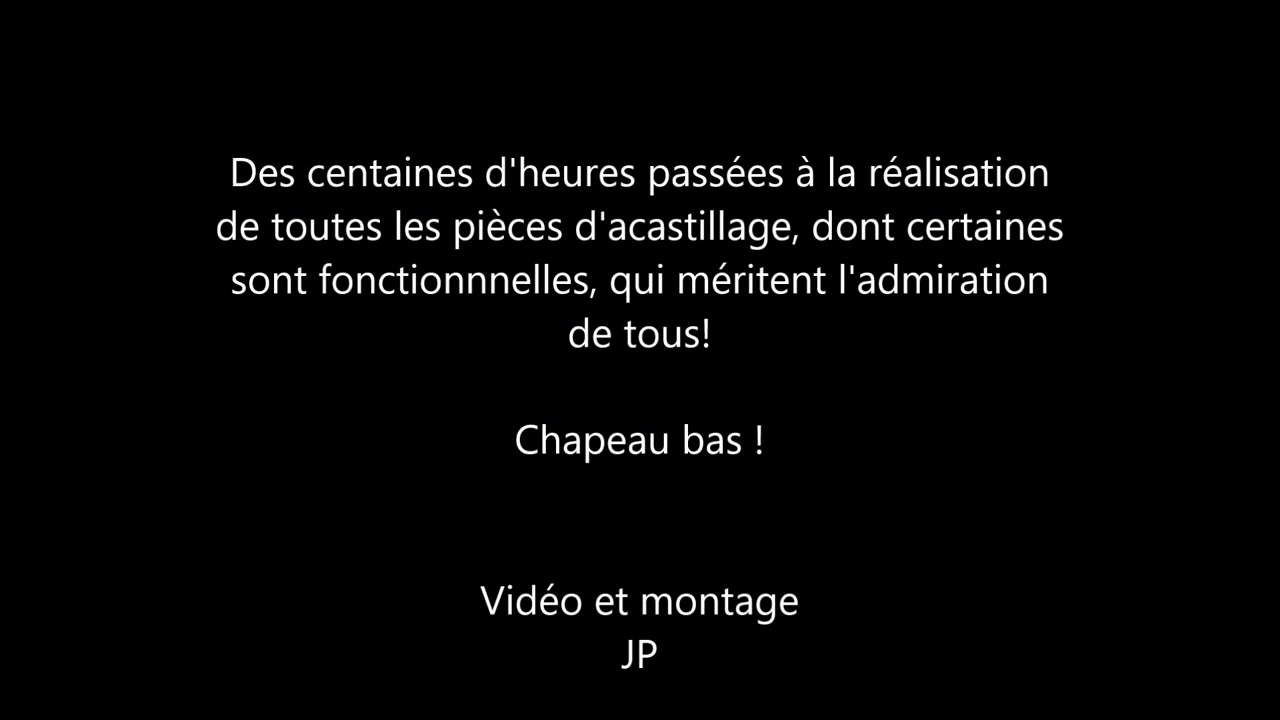 Des centaines d'heures passées à la réalisation
de toutes les pièces d'acastillage, dont certaines
sont fonctionnnelles, qui méritent l'admiration
de tous!
Chapeau bas !
Vidéo et montage
JP